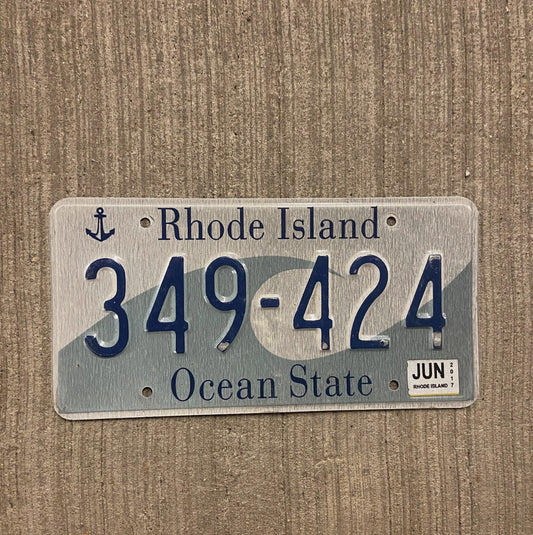 Rhode Island
349-424
Ocean State
JUN 2017
RHODE ISLAND